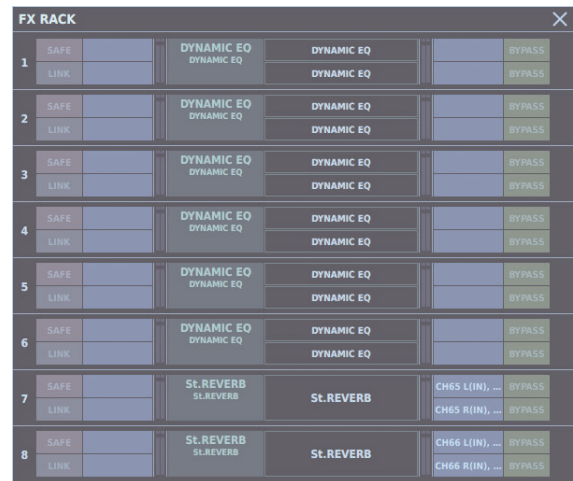 FX RACK
1 SAFE DYNAMIC EQ DYNAMIC EQ DYNAMIC EQ BYPASS
LINK DYNAMIC EQ BYPASS
2 SAFE DYNAMIC EQ DYNAMIC EQ DYNAMIC EQ BYPASS
LINK DYNAMIC EQ BYPASS
3 SAFE DYNAMIC EQ DYNAMIC EQ DYNAMIC EQ BYPASS
LINK DYNAMIC EQ BYPASS
4 SAFE DYNAMIC EQ DYNAMIC EQ DYNAMIC EQ BYPASS
LINK DYNAMIC EQ BYPASS
5 SAFE DYNAMIC EQ DYNAMIC EQ DYNAMIC EQ BYPASS
LINK DYNAMIC EQ BYPASS
6 SAFE DYNAMIC EQ DYNAMIC EQ DYNAMIC EQ BYPASS
LINK DYNAMIC EQ BYPASS
7 SAFE St.REVERB St.REVERB St.REVERB CH65 L(IN), ... BYPASS
LINK CH65 R(IN), ... BYPASS
8 SAFE St.REVERB St.REVERB St.REVERB CH66 L(IN), ... BYPASS
LINK CH66 R(IN), ... BYPASS